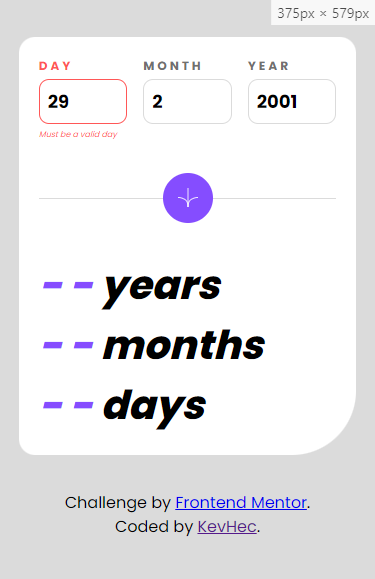 375px × 579px
DAY MONTH YEAR
29 2 2001
Must be a valid day
-- years
-- months
-- days
Challenge by Frontend Mentor.
Coded by KevHec.